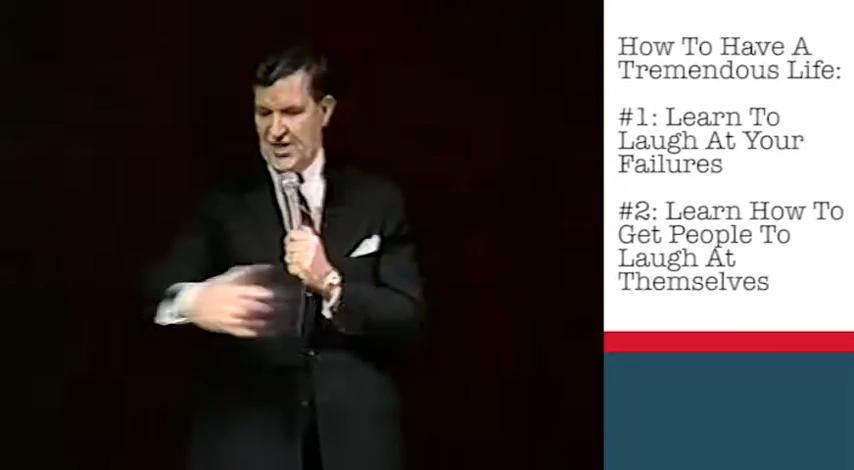 How To Have A
Tremendous Life:
#1: Learn To
Laugh At Your
Failures
#2: Learn How To
Get People To
Laugh At
Themselves